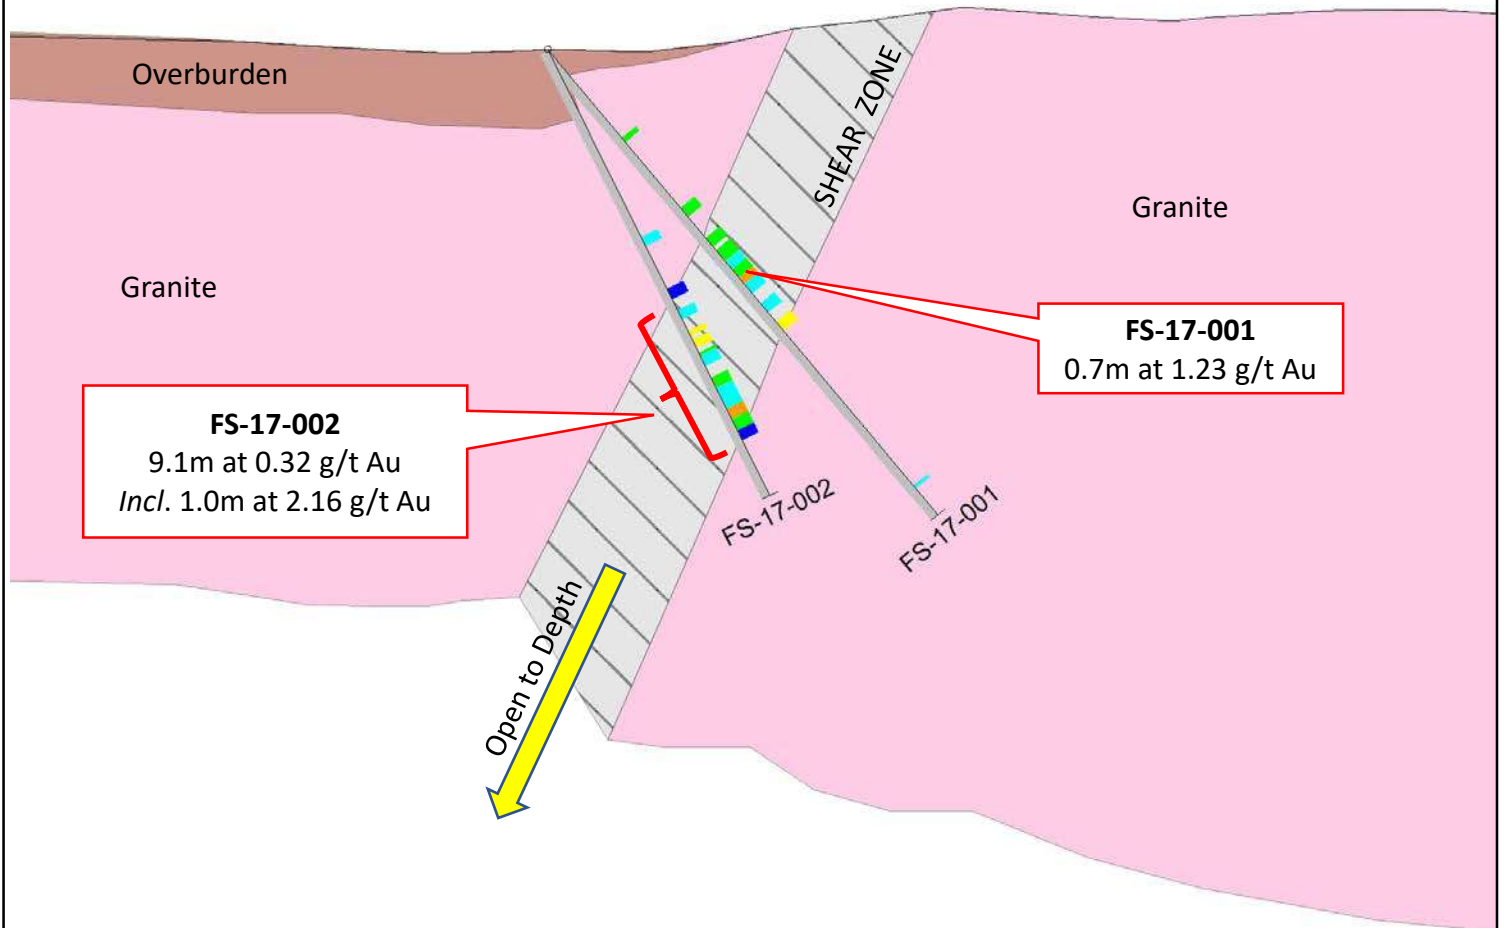 Overburden
SHEAR ZONE
Granite
Granite
FS-17-001
0.7m at 1.23 g/t Au
FS-17-002
9.1m at 0.32 g/t Au
Incl. 1.0m at 2.16 g/t Au
FS-17-002
FS-17-001
Open to Depth